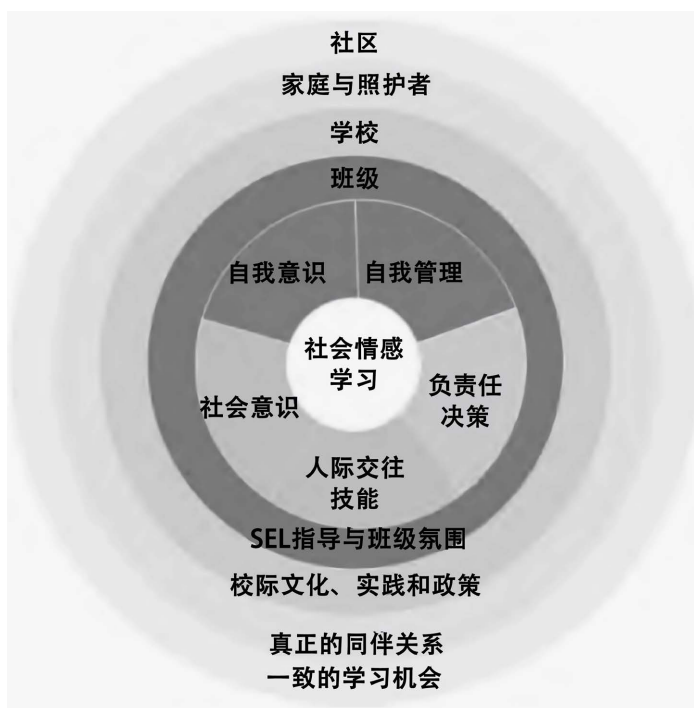 社区
家庭与照护者
学校
班级
自我意识
自我管理
社会情感
学习
社会意识
负责任
决策
人际交往
技能
SEL指导与班级氛围
校际文化、实践和政策
真正的同伴关系
一致的学习机会